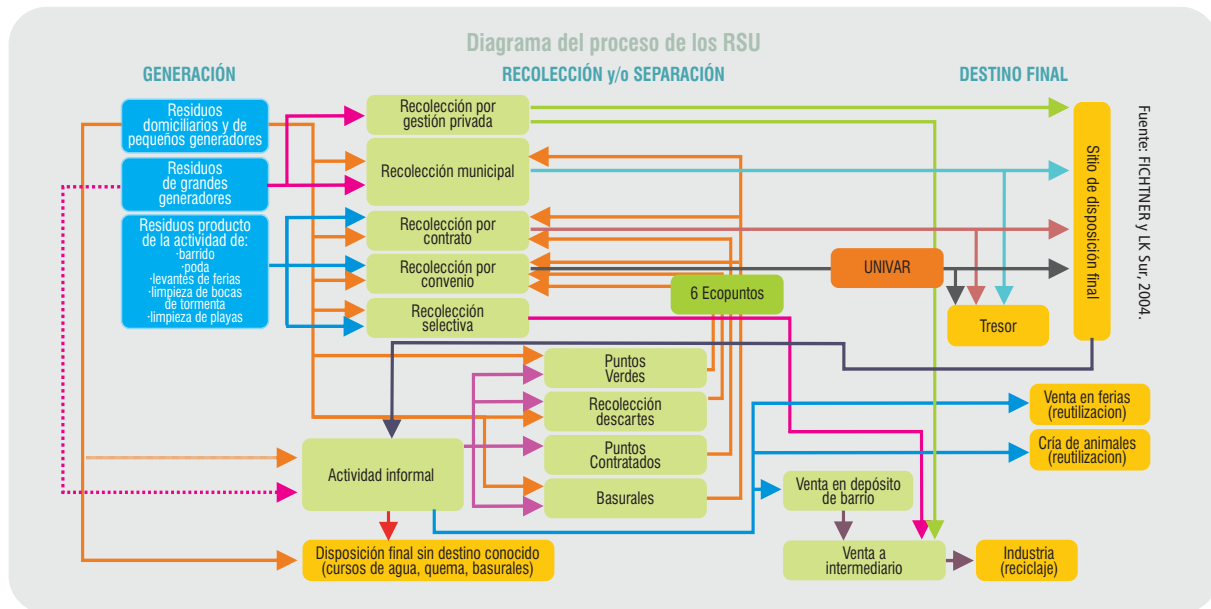 Diagrama del proceso de los RSU
GENERACIÓN
RECOLECCIÓN y/o SEPARACIÓN
DESTINO FINAL
Residuos
domiciliarios y de
pequeños generadores
Residuos
de grandes
generadores
Residuos producto
de la actividad de:
·barrido
·poda
·levantes de ferias
·limpieza de bocas
de tormenta
·limpieza de playas
Recolección por
gestión privada
Recolección municipal
Recolección por
contrato
Recolección por
convenio
Recolección
selectiva
6 Ecopuntos
UNIVAR
Tresor
Sitio de disposición final
Puntos
Verdes
Recolección
descartes
Puntos
Contratados
Basurales
Actividad informal
Disposición final sin destino conocido
(cursos de agua, quema, basurales)
Venta en depósito
de barrio
Venta a
intermediario
Venta en ferias
(reutilizacion)
Cría de animales
(reutilizacion)
Industria
(reciclaje)
Fuente: FICHTNER y LK Sur, 2004.